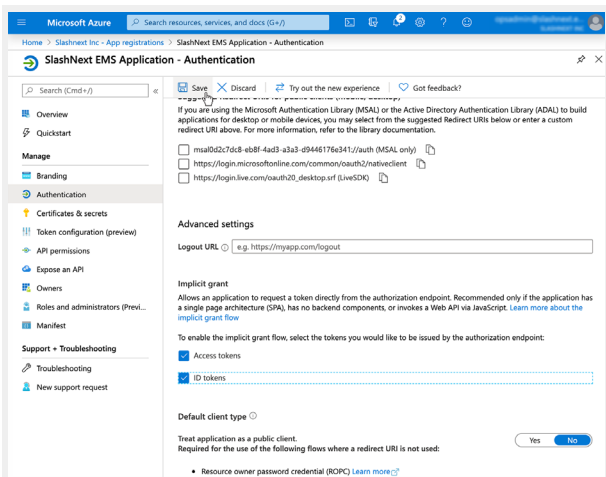 Microsoft Azure
Search resources, services, and docs (G+/)
2
Home > Slashnext Inc - App registrations > SlashNext EMS Application - Authentication
SlashNext EMS Application - Authentication
Search (Cmd+/)
Save
Discard
Try out the new experience
Got feedback?
Overview
Quickstart
Manage
Branding
Authentication
Certificates & secrets
Token configuration (preview)
API permissions
Expose an API
Owners
Roles and administrators (Previ...
Manifest
Support + Troubleshooting
Troubleshooting
New support request
If you are using the Microsoft Authentication Library (MSAL) or the Active Directory Authentication Library (ADAL) to build
applications for desktop or mobile devices, you may select from the suggested Redirect URIs below or enter a custom
redirect URI above. For more information, refer to the library documentation.
msal0d2c7dc8-eb8f-4ad3-a3a3-d9446176e341://auth (MSAL only)
https://login.microsoftonline.com/common/oauth2/nativeclient
https://login.live.com/oauth20_desktop.srf (LiveSDK)
Advanced settings
Logout URL
e.g. https://myapp.com/logout
Implicit grant
Allows an application to request a token directly from the authorization endpoint. Recommended only if the application has
a single page architecture (SPA), has no backend components, or invokes a Web API via JavaScript. Learn more about the
implicit grant flow
To enable the implicit grant flow, select the tokens you would like to be issued by the authorization endpoint:
Access tokens
ID tokens
Default client type
Treat application as a public client.
Required for the use of the following flows where a redirect URI is not used:
Yes
No
Resource owner password credential (ROPC) Learn more